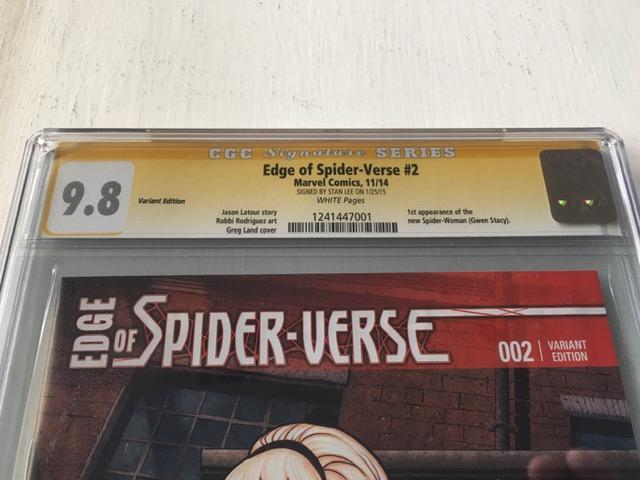 CGC Signature SERIES
9.8
Variant Edition
Edge of Spider-Verse #2
Marvel Comics, 11/14
SIGNED BY STAN LEE ON 1/25/15
WHITE Pages
Jason Latour story
Robbi Rodriguez art
Greg Land cover
1241447001
1st appearance of the
new Spider-Woman (Gwen Stacy).
EDGE OF SPIDER-VERSE
002 | VARIANT EDITION